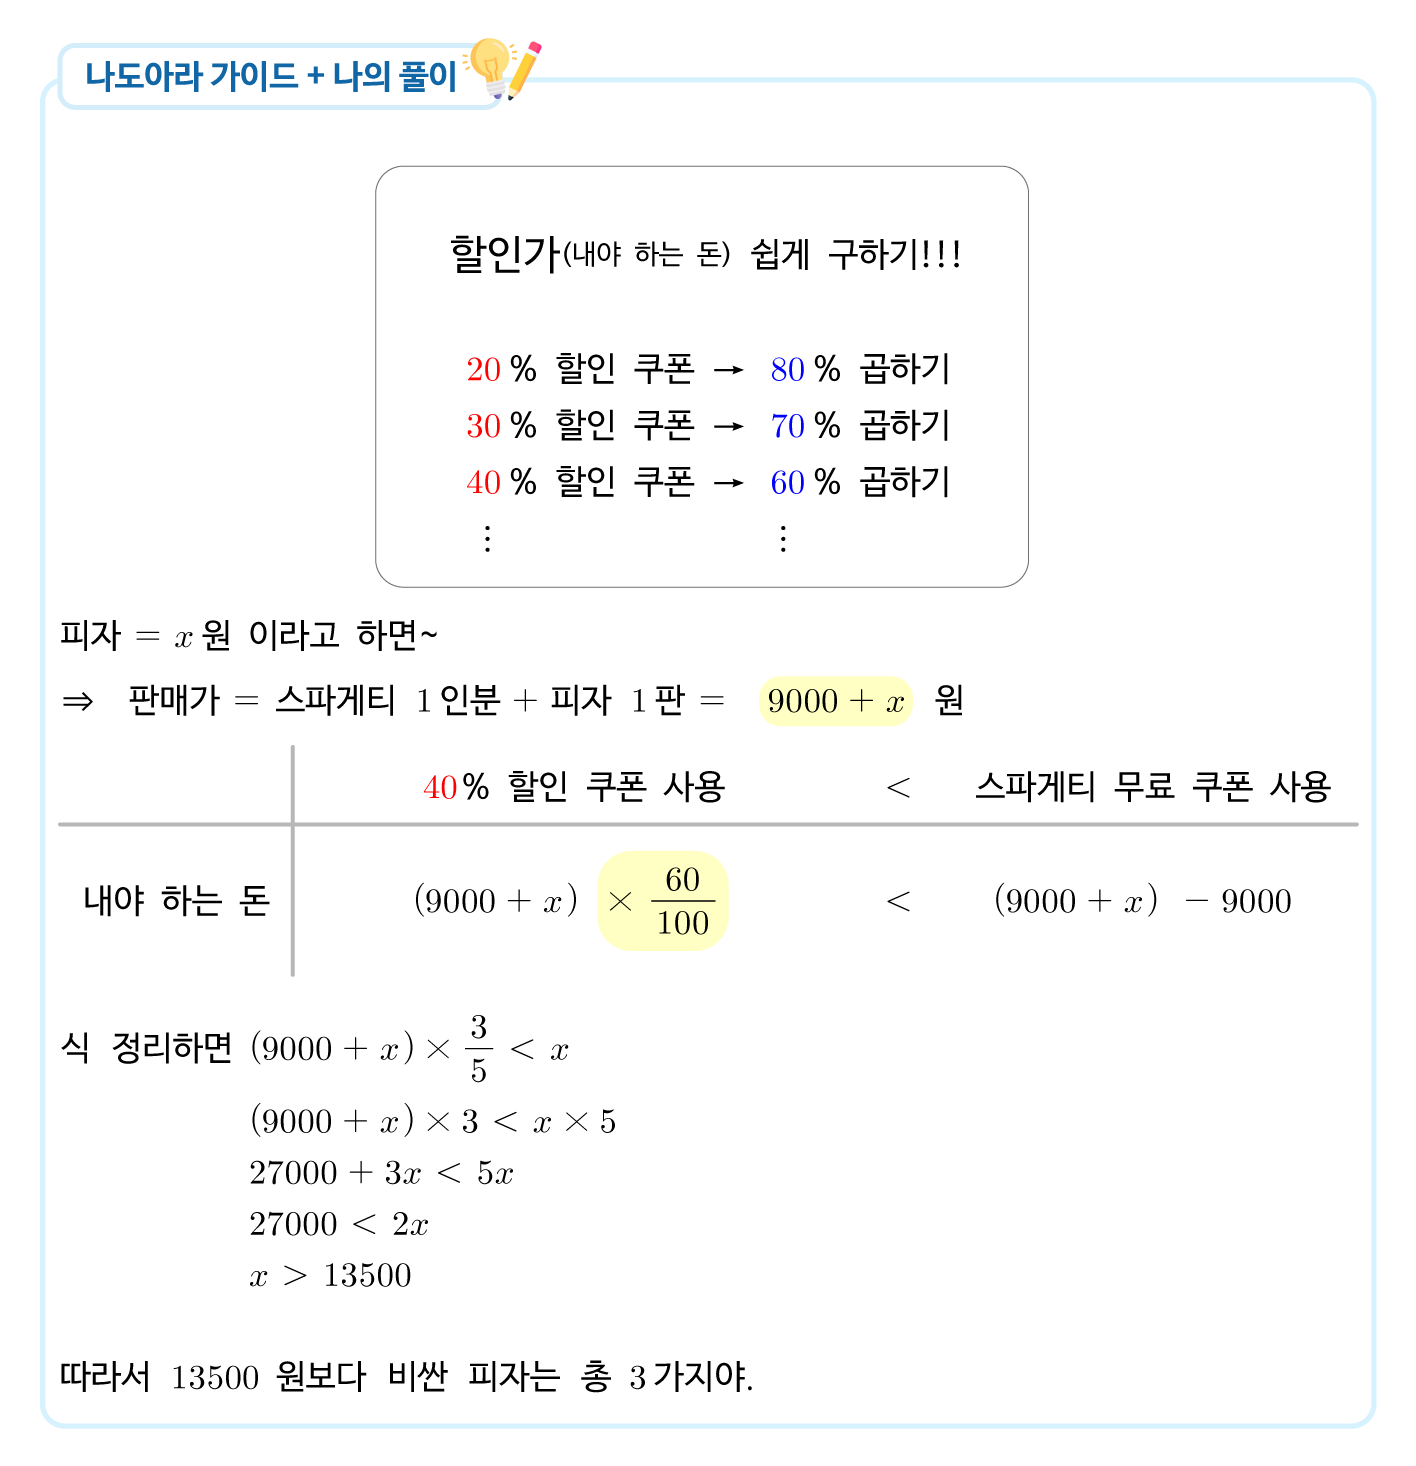 나도아라 가이드 + 나의 풀이
할인가(내야 하는 돈) 쉽게 구하기!!!
20 % 할인 쿠폰 → 80 % 곱하기
30 % 할인 쿠폰 → 70 % 곱하기
40 % 할인 쿠폰 → 60 % 곱하기
⋮ ⋮
피자 = x 원 이라고 하면~
⇒ 판매가 = 스파게티 1 인분 + 피자 1 판 = 9000 + x 원
40% 할인 쿠폰 사용 < 스파게티 무료 쿠폰 사용
내야 하는 돈 (9000 + x) × 60/100 < (9000 + x) − 9000
식 정리하면 (9000 + x) × 3/5 < x
(9000 + x) × 3 < x × 5
27000 + 3x < 5x
27000 < 2x
x > 13500
따라서 13500 원보다 비싼 피자는 총 3 가지야.